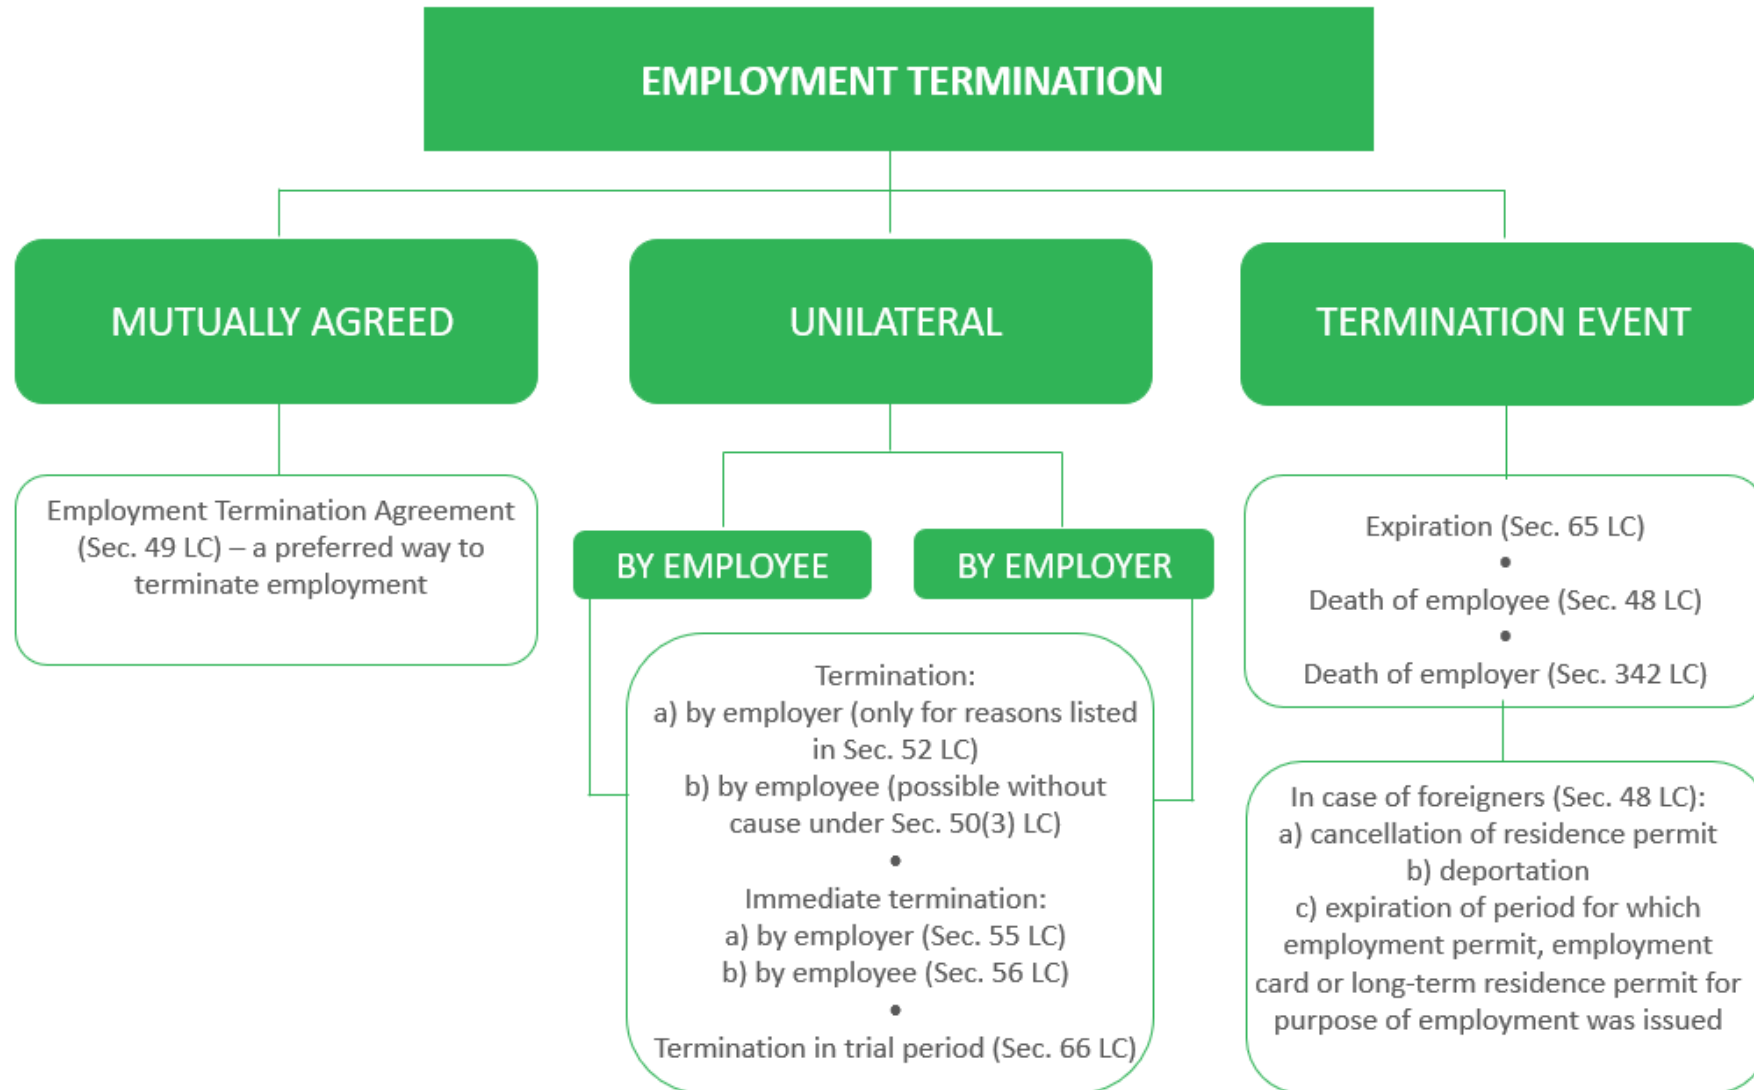 EMPLOYMENT TERMINATION
MUTUALLY AGREED
UNILATERAL
TERMINATION EVENT
Employment Termination Agreement
(Sec. 49 LC) – a preferred way to
terminate employment
BY EMPLOYEE
BY EMPLOYER
Termination:
a) by employer (only for reasons listed
in Sec. 52 LC)
b) by employee (possible without
cause under Sec. 50(3) LC)
•
Immediate termination:
a) by employer (Sec. 55 LC)
b) by employee (Sec. 56 LC)
•
Termination in trial period (Sec. 66 LC)
Expiration (Sec. 65 LC)
•
Death of employee (Sec. 48 LC)
•
Death of employer (Sec. 342 LC)
In case of foreigners (Sec. 48 LC):
a) cancellation of residence permit
b) deportation
c) expiration of period for which
employment permit, employment
card or long-term residence permit for
purpose of employment was issued